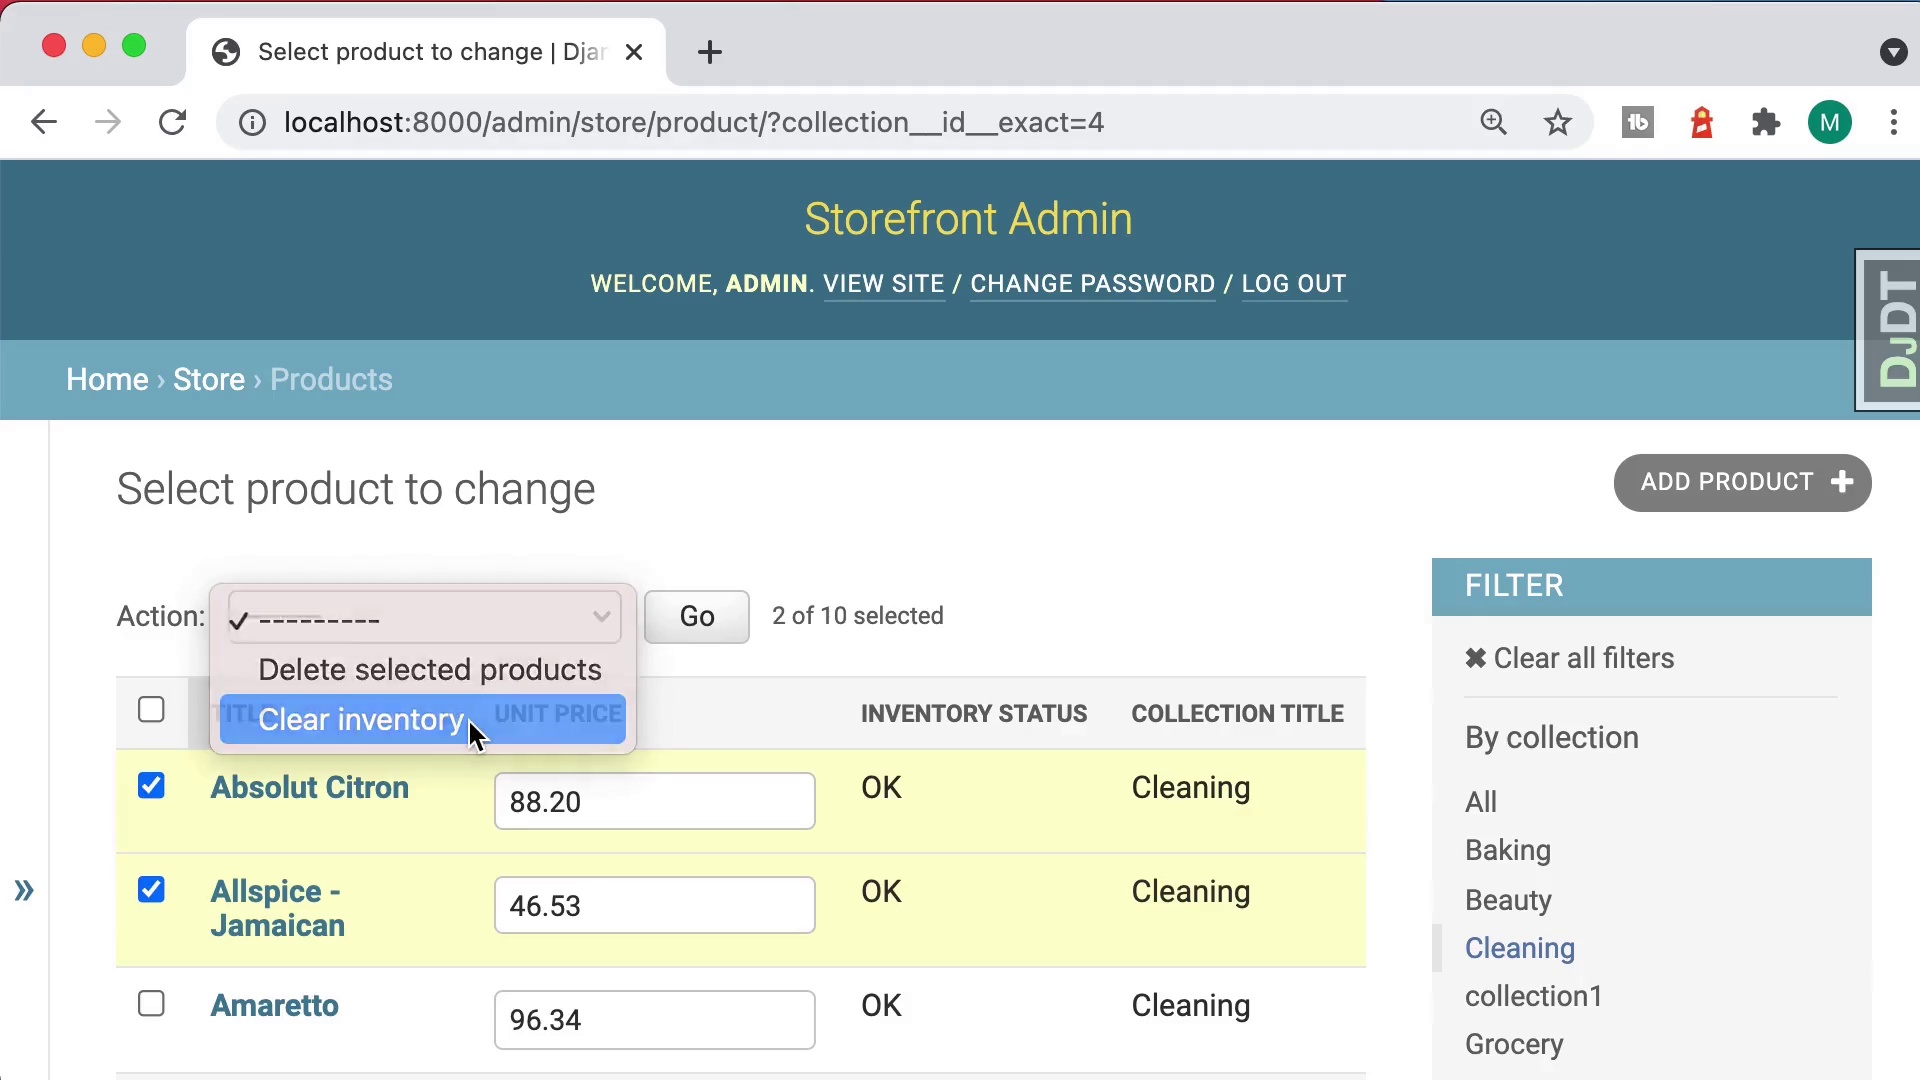 Select product to change | Djan
localhost:8000/admin/store/product/?collection__id__exact=4
M
Storefront Admin
WELCOME, ADMIN. VIEW SITE / CHANGE PASSWORD / LOG OUT
DJDT
Home › Store › Products
Select product to change
ADD PRODUCT +
Action: ✓ --------- Go 2 of 10 selected
Delete selected products
Clear inventory
TITLE UNIT PRICE INVENTORY STATUS COLLECTION TITLE
Absolut Citron 88.20 OK Cleaning
Allspice -
Jamaican 46.53 OK Cleaning
Amaretto 96.34 OK Cleaning
»
FILTER
✖ Clear all filters
By collection
All
Baking
Beauty
Cleaning
collection1
Grocery